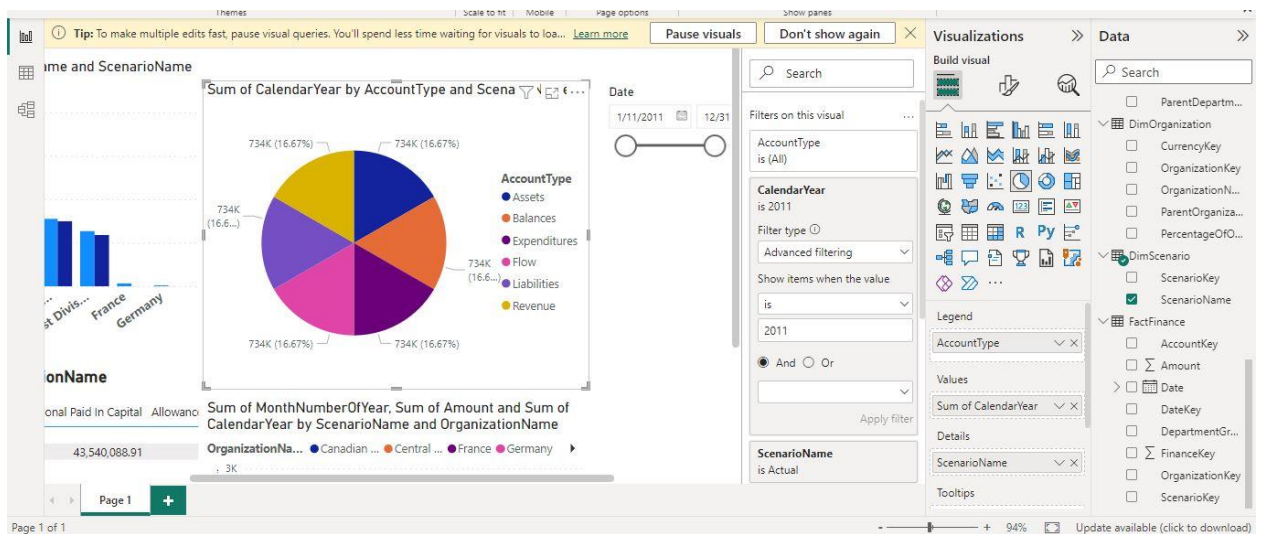 Themes
Scale to fit
Mobile
Page options
Show panes
Tip: To make multiple edits fast, pause visual queries. You'll spend less time waiting for visuals to loa... Learn more
Pause visuals
Don't show again
ame and ScenarioName
st Divis...
France
Germany
ionName
onal Paid In Capital
Allowanc
43,540,088.91
Sum of CalendarYear by AccountType and Scena
734K (16.67%)
734K (16.67%)
734K
(16.6...)
734K
(16.6...)
734K (16.67%)
734K (16.67%)
AccountType
Assets
Balances
Expenditures
Flow
Liabilities
Revenue
Date
1/11/2011
12/31
Sum of MonthNumberOfYear, Sum of Amount and Sum of
CalendarYear by ScenarioName and OrganizationName
OrganizationNa...
Canadian ...
Central ...
France
Germany
3K
Page 1
+
Page 1 of 1
Search
Filters on this visual
...
AccountType
is (All)
CalendarYear
is 2011
Filter type
Advanced filtering
Show items when the value
is
2011
And
Or
Apply filter
ScenarioName
is Actual
Visualizations
Build visual
123
R
Py
...
Legend
AccountType
Values
Sum of CalendarYear
Details
ScenarioName
Tooltips
Data
Search
ParentDepartm...
DimOrganization
CurrencyKey
OrganizationKey
OrganizationN...
ParentOrganiza...
PercentageOfO...
DimScenario
ScenarioKey
ScenarioName
FactFinance
AccountKey
∑ Amount
Date
DateKey
DepartmentGr...
∑ FinanceKey
OrganizationKey
ScenarioKey
- + 94%
Update available (click to download)